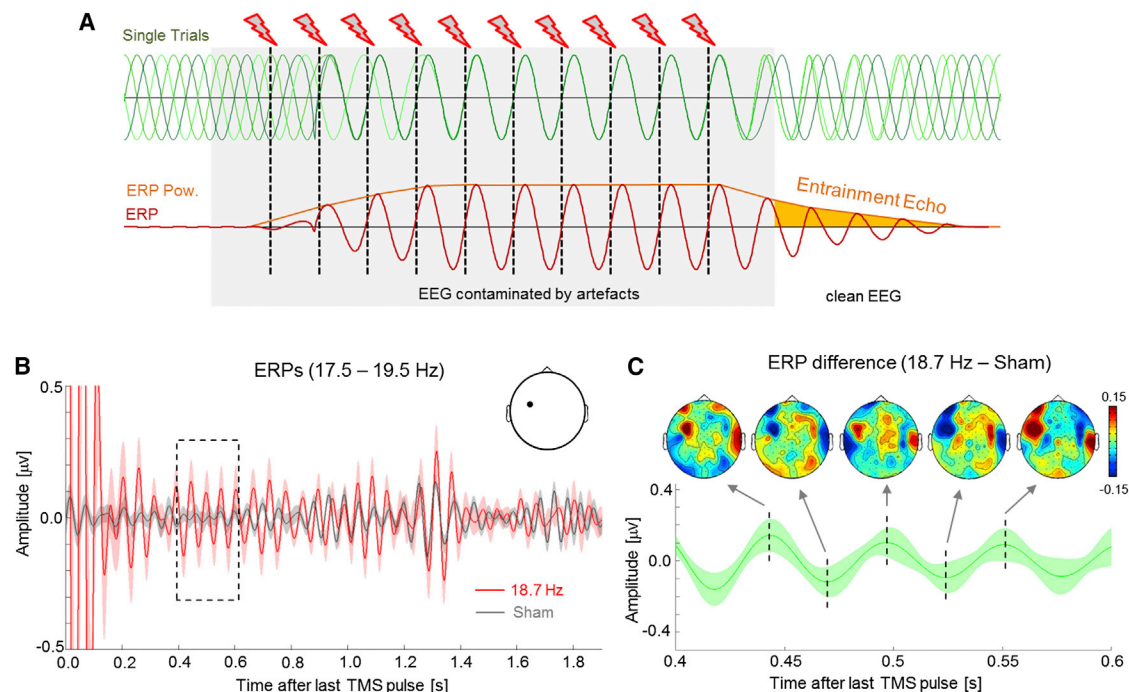 A
Single Trials
ERP Pow.
ERP
Entrainment Echo
EEG contaminated by artefacts
clean EEG
B
ERPs (17.5 – 19.5 Hz)
0.5
0.0
-0.5
Amplitude [µv]
18.7 Hz
Sham
0.0 0.2 0.4 0.6 0.8 1.0 1.2 1.4 1.6 1.8
Time after last TMS pulse [s]
C
ERP difference (18.7 Hz – Sham)
0.15
-0.15
0.4
0.0
-0.4
Amplitude [µv]
0.4 0.45 0.5 0.55 0.6
Time after last TMS pulse [s]